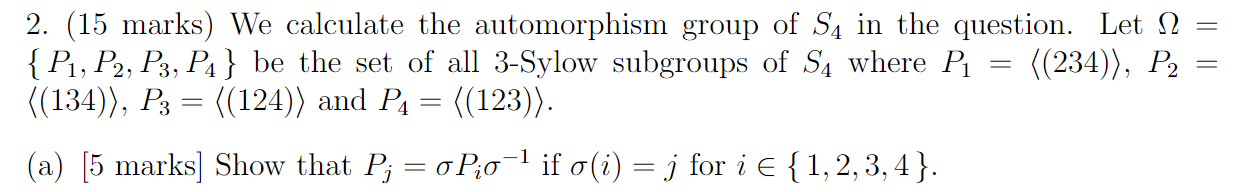 2. (15 marks) We calculate the automorphism group of S₄ in the question. Let Ω =
{ P₁, P₂, P₃, P₄ } be the set of all 3-Sylow subgroups of S₄ where P₁ = ⟨(234)⟩, P₂ =
⟨(134)⟩, P₃ = ⟨(124)⟩ and P₄ = ⟨(123)⟩.
(a) [5 marks] Show that Pⱼ = σPᵢσ⁻¹ if σ(i) = j for i ∈ { 1, 2, 3, 4 }.